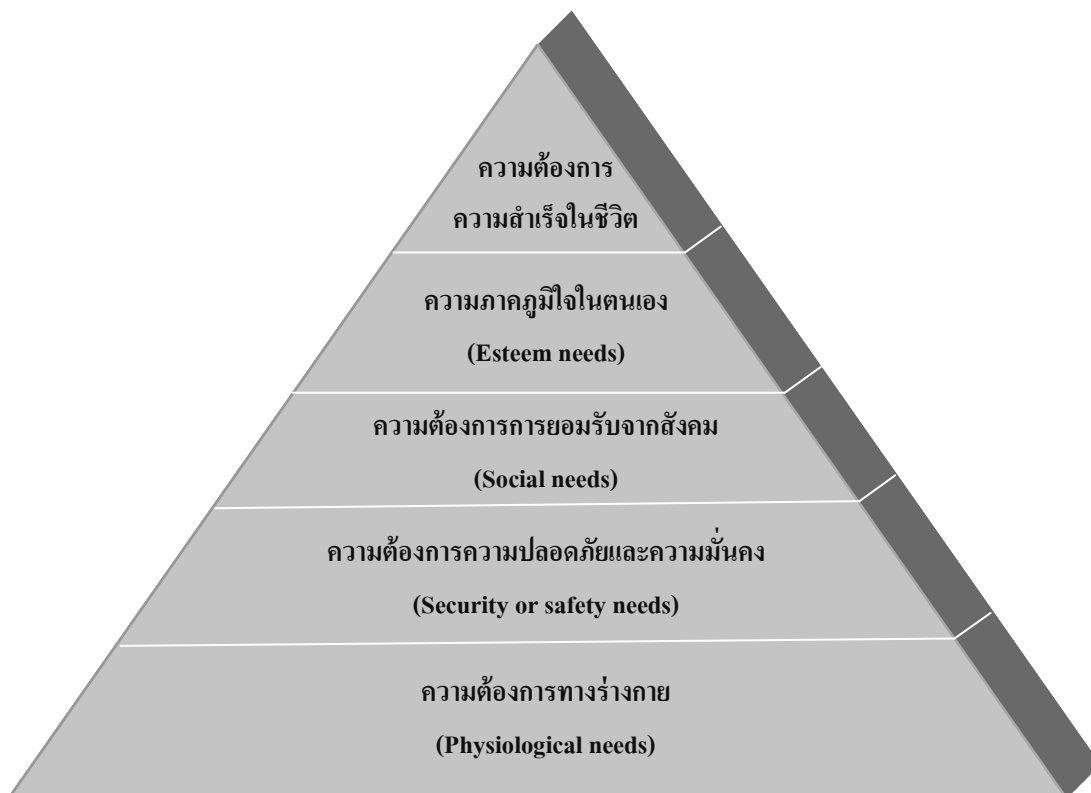 ความต้องการ
ความสำเร็จในชีวิต
ความภาคภูมิใจในตนเอง
(Esteem needs)
ความต้องการการยอมรับจากสังคม
(Social needs)
ความต้องการความปลอดภัยและความมั่นคง
(Security or safety needs)
ความต้องการทางร่างกาย
(Physiological needs)